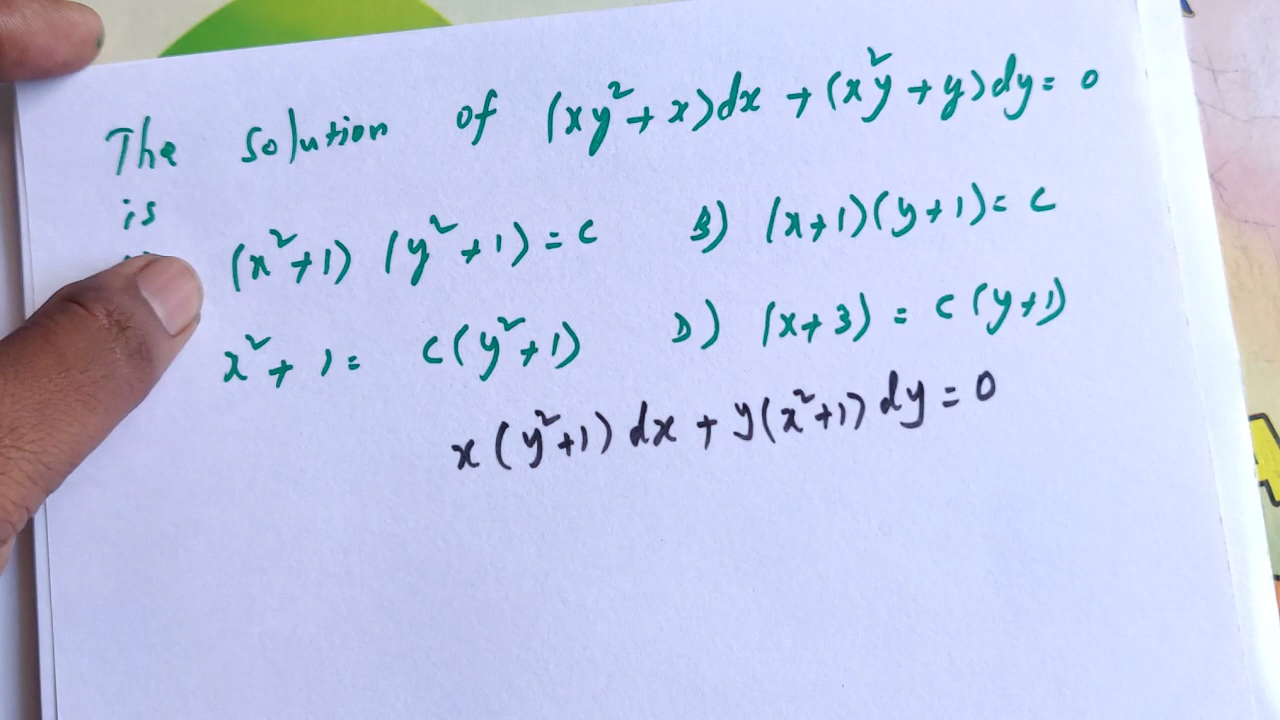 The solution of (xy²+x)dx + (x²y+y)dy = 0
is
(x²+1) (y²+1) = c B) (x+1)(y+1) = c
x²+1 = c(y²+1) D) (x+3) = c(y+1)
x(y²+1)dx + y(x²+1)dy = 0